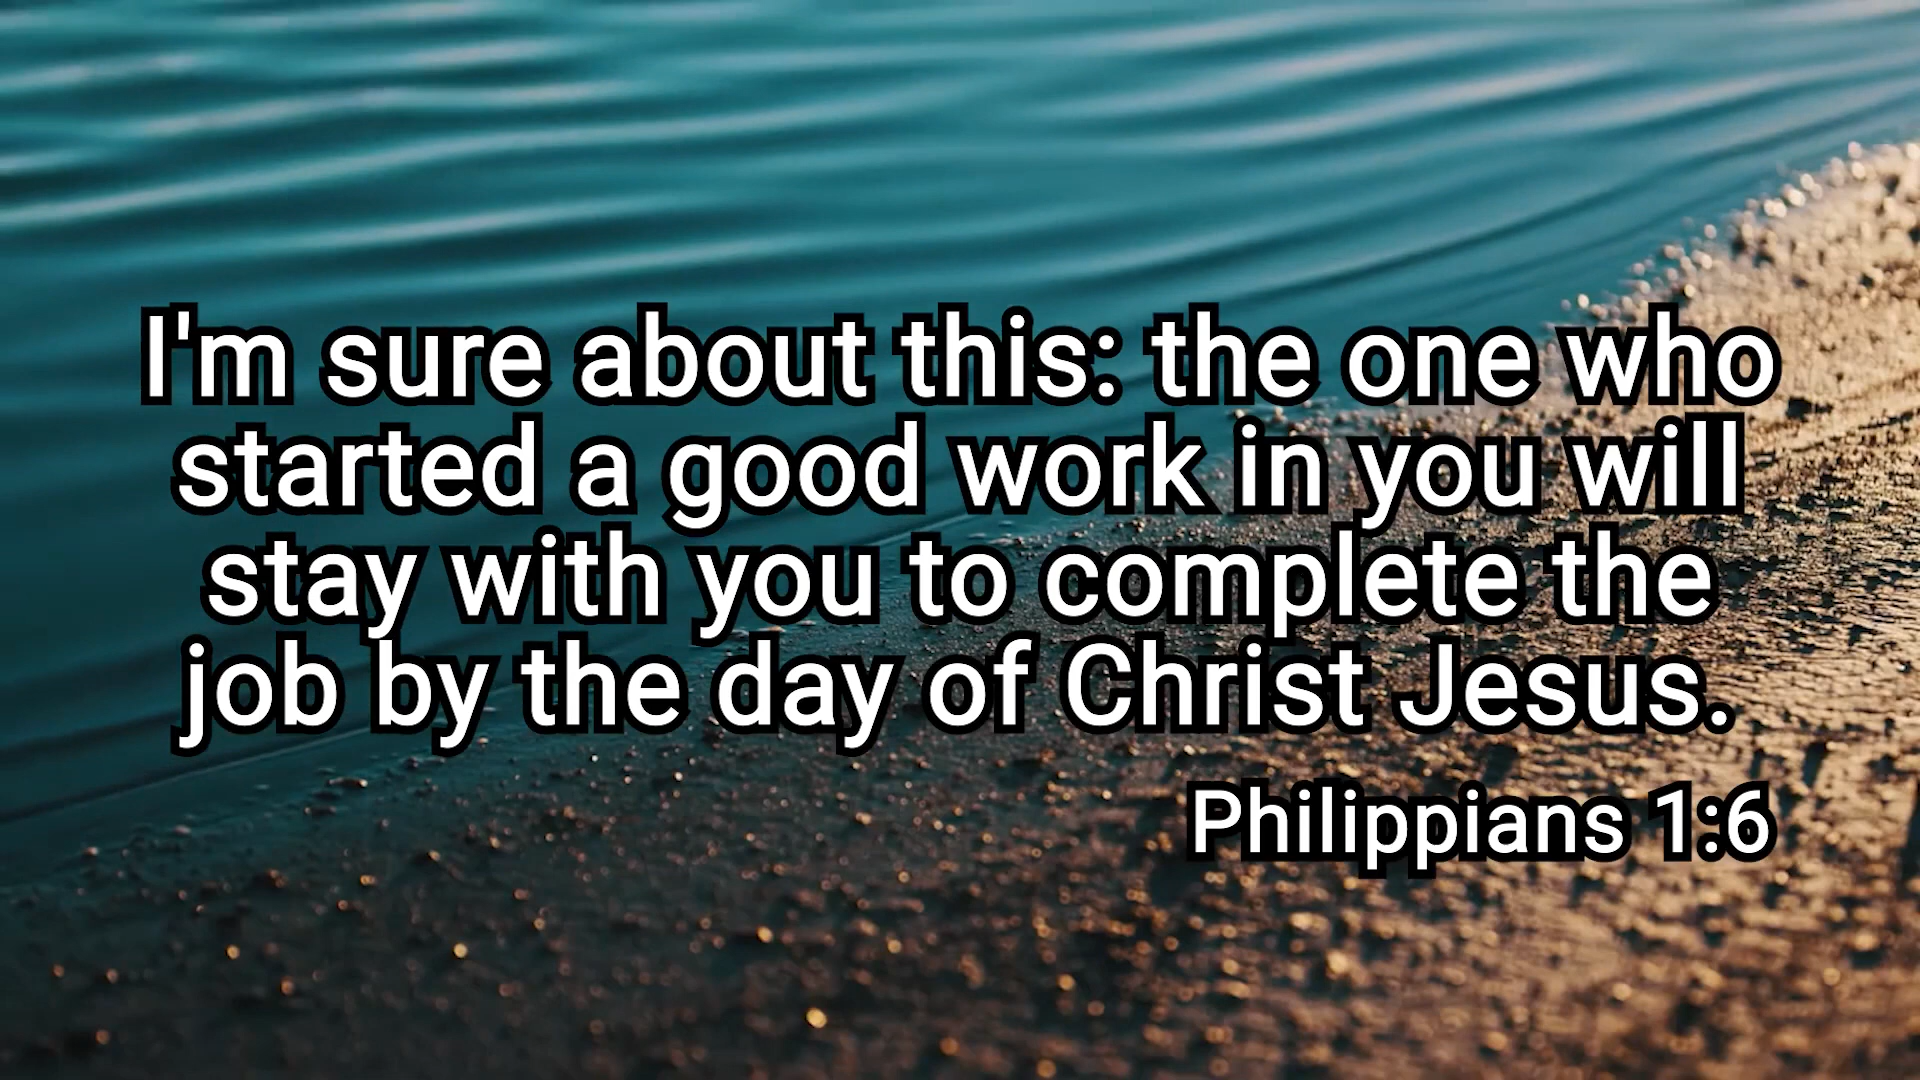 I'm sure about this: the one who
started a good work in you will
stay with you to complete the
job by the day of Christ Jesus.
Philippians 1:6